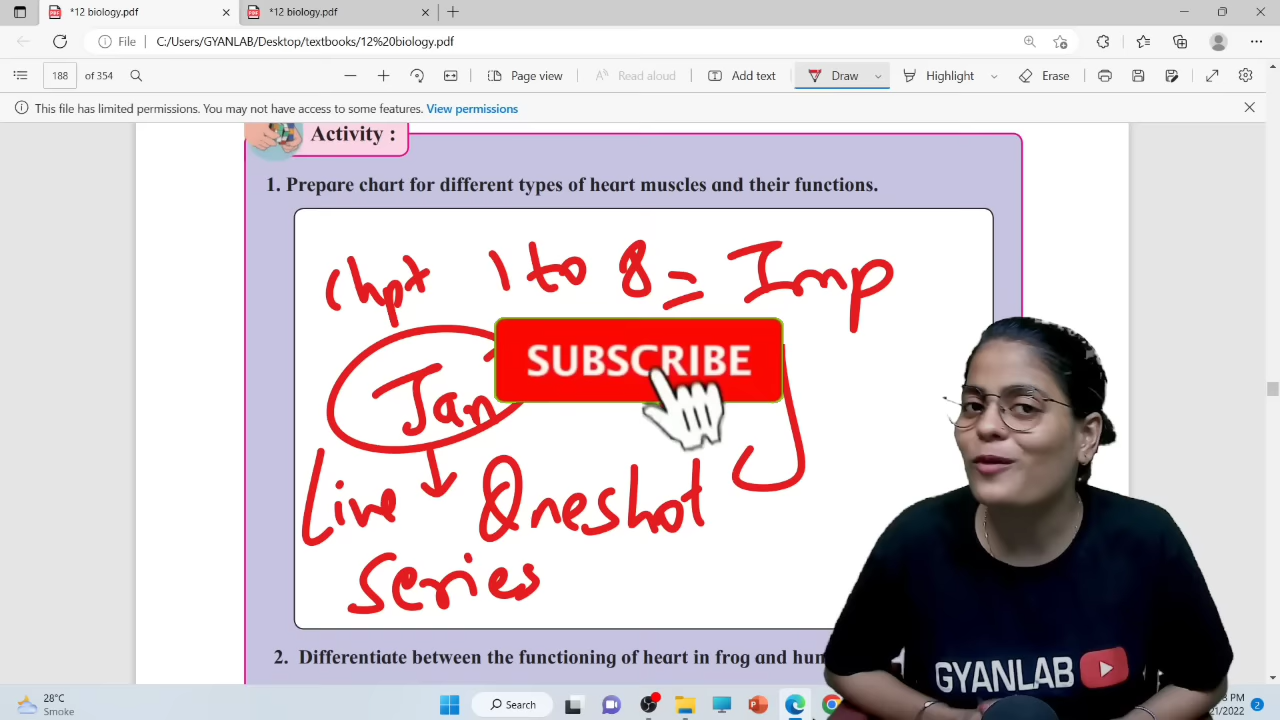 *12 biology.pdf
*12 biology.pdf
File
C:/Users/GYANLAB/Desktop/textbooks/12%20biology.pdf
188 of 354
Page view
Read aloud
Add text
Draw
Highlight
Erase
This file has limited permissions. You may not have access to some features. View permissions
Activity :
1. Prepare chart for different types of heart muscles and their functions.
Chpt 1 to 8 = Imp
Jan
SUBSCRIBE
Live Oneshot
Series
2. Differentiate between the functioning of heart in frog and hum
GYANLAB
28°C
Smoke
Search
PM
21/2022
2